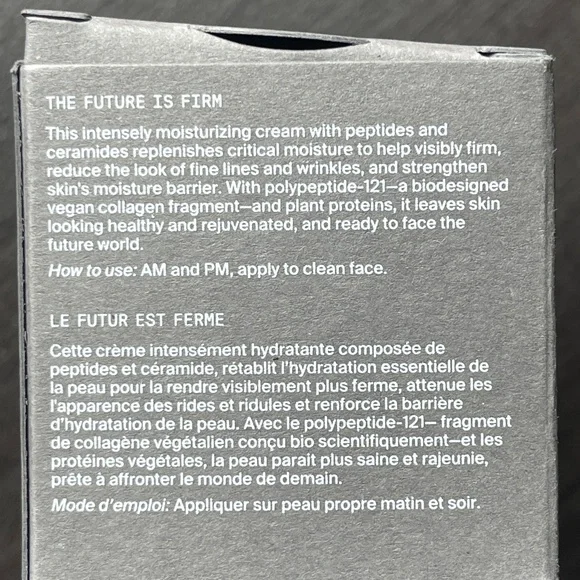 THE FUTURE IS FIRM
This intensely moisturizing cream with peptides and
ceramides replenishes critical moisture to help visibly firm,
reduce the look of fine lines and wrinkles, and strengthen
skin's moisture barrier. With polypeptide-121—a biodesigned
vegan collagen fragment—and plant proteins, it leaves skin
looking healthy and rejuvenated, and ready to face the
future world.
How to use: AM and PM, apply to clean face.
LE FUTUR EST FERME
Cette crème intensément hydratante composée de
peptides et céramide, rétablit l'hydratation essentielle de
la peau pour la rendre visiblement plus ferme, attenue les
l'apparence des rides et ridules et renforce la barrière
d'hydratation de la peau. Avec le polypeptide-121— fragment
de collagène végétalien conçu bio scientifiquement—et les
protéines végétales, la peau parait plus saine et rajeunie,
prête à affronter le monde de demain.
Mode d'emploi: Appliquer sur peau propre matin et soir.